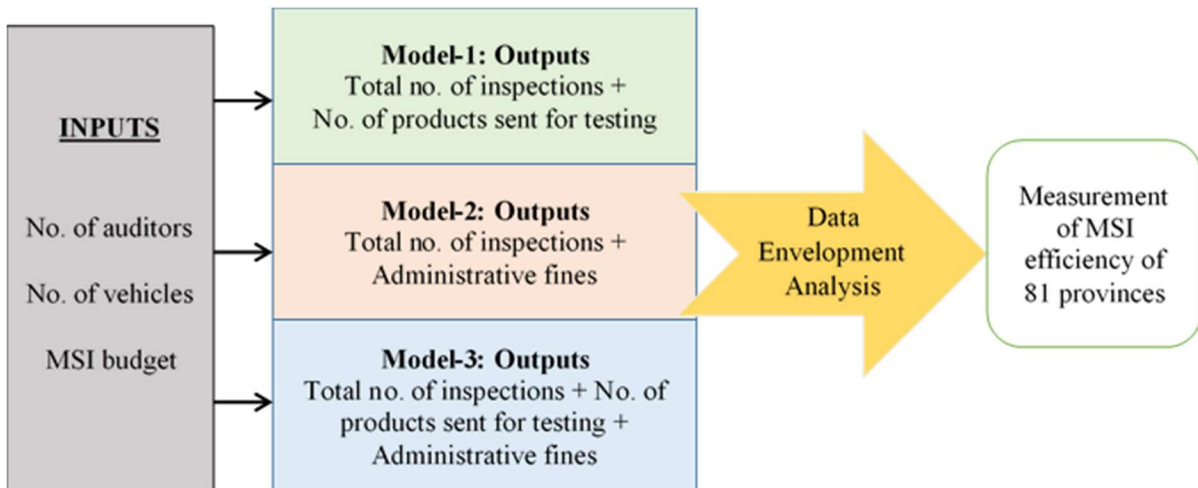 INPUTS
No. of auditors
No. of vehicles
MSI budget
Model-1: Outputs
Total no. of inspections +
No. of products sent for testing
Model-2: Outputs
Total no. of inspections +
Administrative fines
Model-3: Outputs
Total no. of inspections + No. of
products sent for testing +
Administrative fines
Data
Envelopment
Analysis
Measurement
of MSI
efficiency of
81 provinces